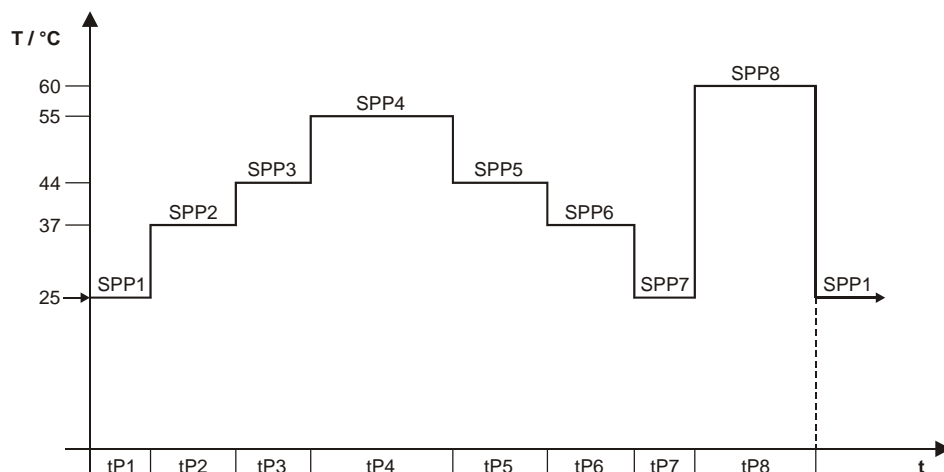 T / °C
60
SPP8
55
SPP4
44
SPP3
SPP5
37
SPP2
SPP6
25
SPP1
SPP7
SPP1
tP1 tP2 tP3 tP4 tP5 tP6 tP7 tP8 t